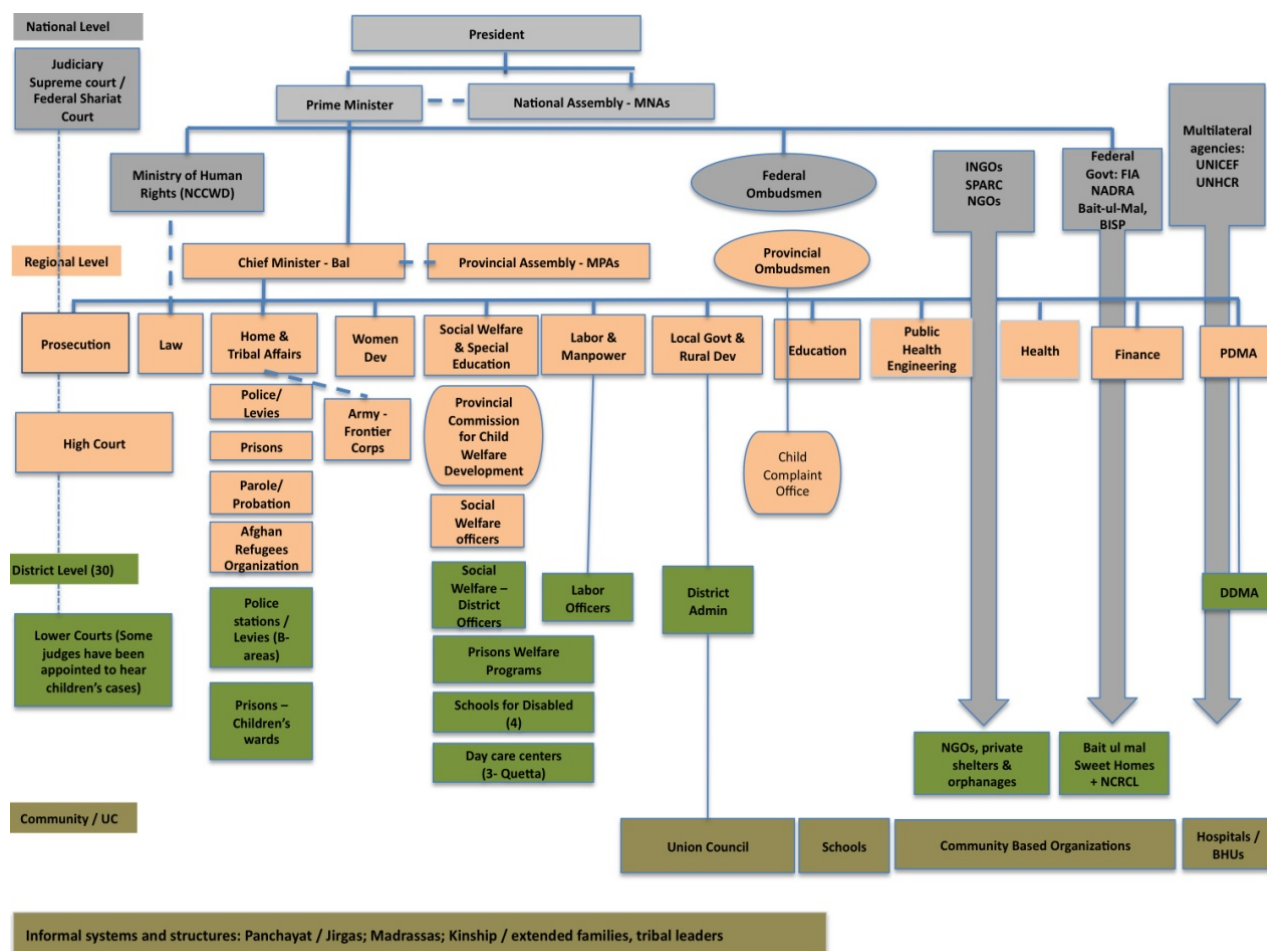 National Level
President
Judiciary
Supreme court /
Federal Shariat
Court
Prime Minister
National Assembly - MNAs
Multilateral
agencies:
UNICEF
UNHCR
Ministry of Human
Rights (NCCWD)
Federal
Ombudsmen
INGOs
SPARC
NGOs
Federal
Govt: FIA
NADRA
Bait-ul-Mal,
BISP
Regional Level
Chief Minister - Bal
Provincial Assembly - MPAs
Provincial
Ombudsmen
Prosecution
Law
Home &
Tribal Affairs
Women
Dev
Social Welfare
& Special
Education
Labor &
Manpower
Local Govt &
Rural Dev
Education
Public
Health
Engineering
Health
Finance
PDMA
Police/
Levies
Army -
Frontier
Corps
Provincial
Commission
for Child
Welfare
Development
High Court
Prisons
Child
Complaint
Office
Parole/
Probation
Social
Welfare
officers
Afghan
Refugees
Organization
District Level (30)
Social
Welfare –
District
Officers
Labor
Officers
District
Admin
DDMA
Lower Courts (Some
judges have been
appointed to hear
children's cases)
Police
stations /
Levies (B-
areas)
Prisons Welfare
Programs
Prisons –
Children's
wards
Schools for Disabled
(4)
Day care centers
(3- Quetta)
NGOs, private
shelters &
orphanages
Bait ul mal
Sweet Homes
+ NCRCL
Community / UC
Union Council
Schools
Community Based Organizations
Hospitals /
BHUs
Informal systems and structures: Panchayat / Jirgas; Madrassas; Kinship / extended families, tribal leaders